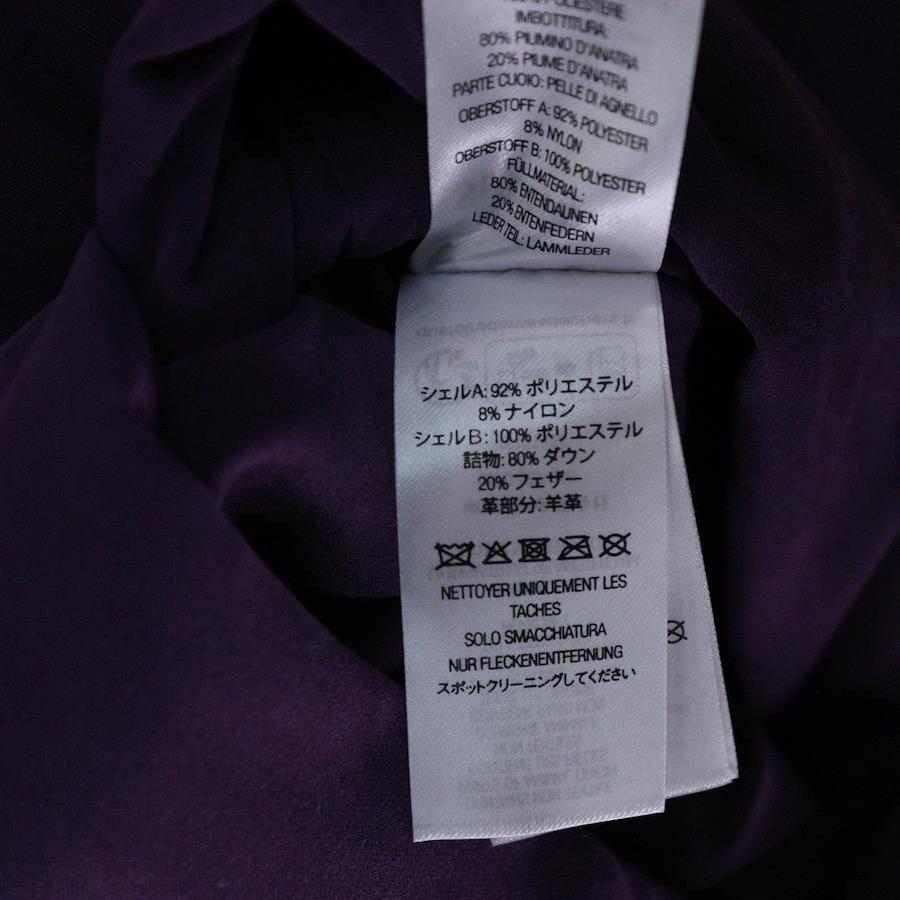 POLIESTERE
IMBOTTITURA:
80% PIUMINO D'ANATRA
20% PIUME D'ANATRA
PARTE CUOIO: PELLE DI AGNELLO
OBERSTOFF A: 92% POLYESTER
8% NYLON
OBERSTOFF B: 100% POLYESTER
FÜLLMATERIAL:
80% ENTENDAUNEN
20% ENTENFEDERN
LEDER TEIL: LAMMLEDER
シェルA: 92% ポリエステル
8% ナイロン
シェルB: 100% ポリエステル
詰物: 80% ダウン
20% フェザー
革部分: 羊革
NETTOYER UNIQUEMENT LES
TACHES
SOLO SMACCHIATURA
NUR FLECKENENTFERNUNG
スポットクリーニングしてください